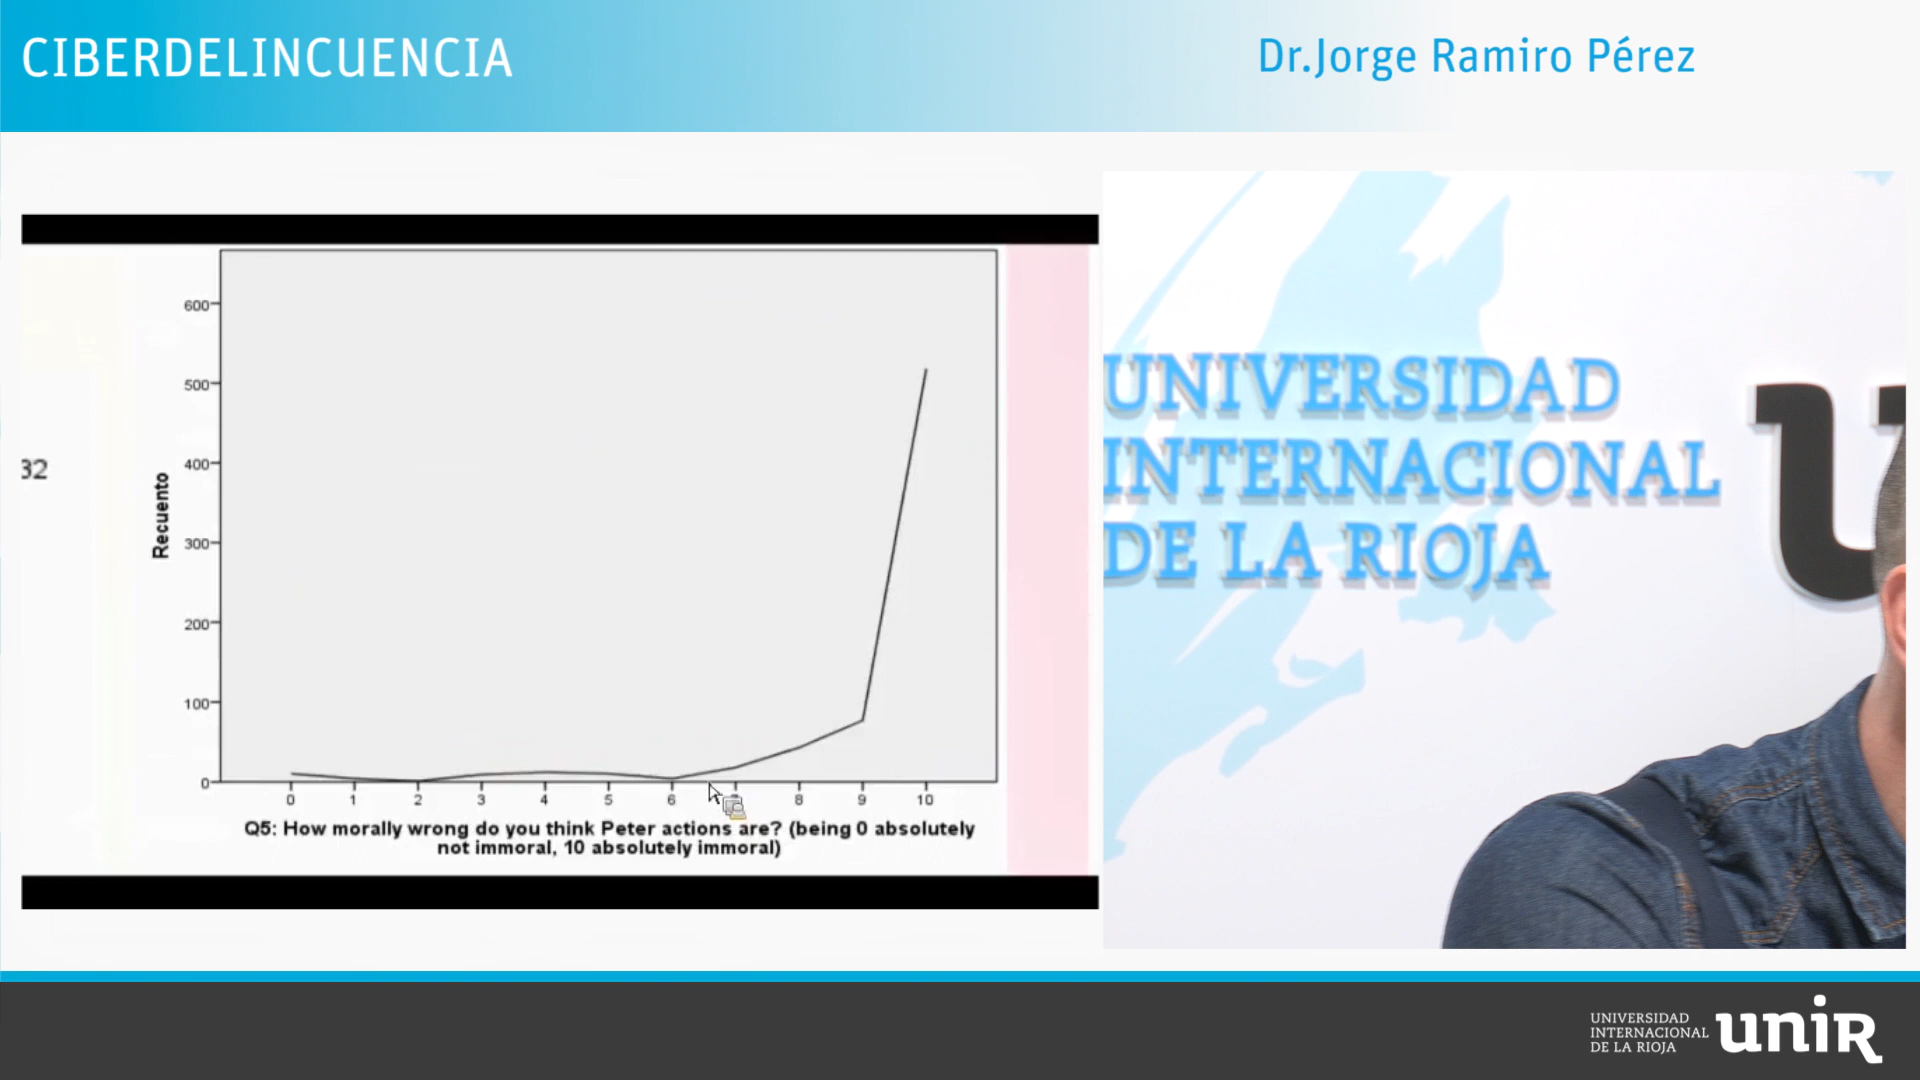 CIBERDELINCUENCIA
Dr.Jorge Ramiro Pérez
32
Recuento
600
500
400
300
200
100
0
0 1 2 3 4 5 6 7 8 9 10
Q5: How morally wrong do you think Peter actions are? (being 0 absolutely
not immoral, 10 absolutely immoral)
UNIVERSIDAD
INTERNACIONAL
DE LA RIOJA
UNIVERSIDAD
INTERNACIONAL
DE LA RIOJA
unir